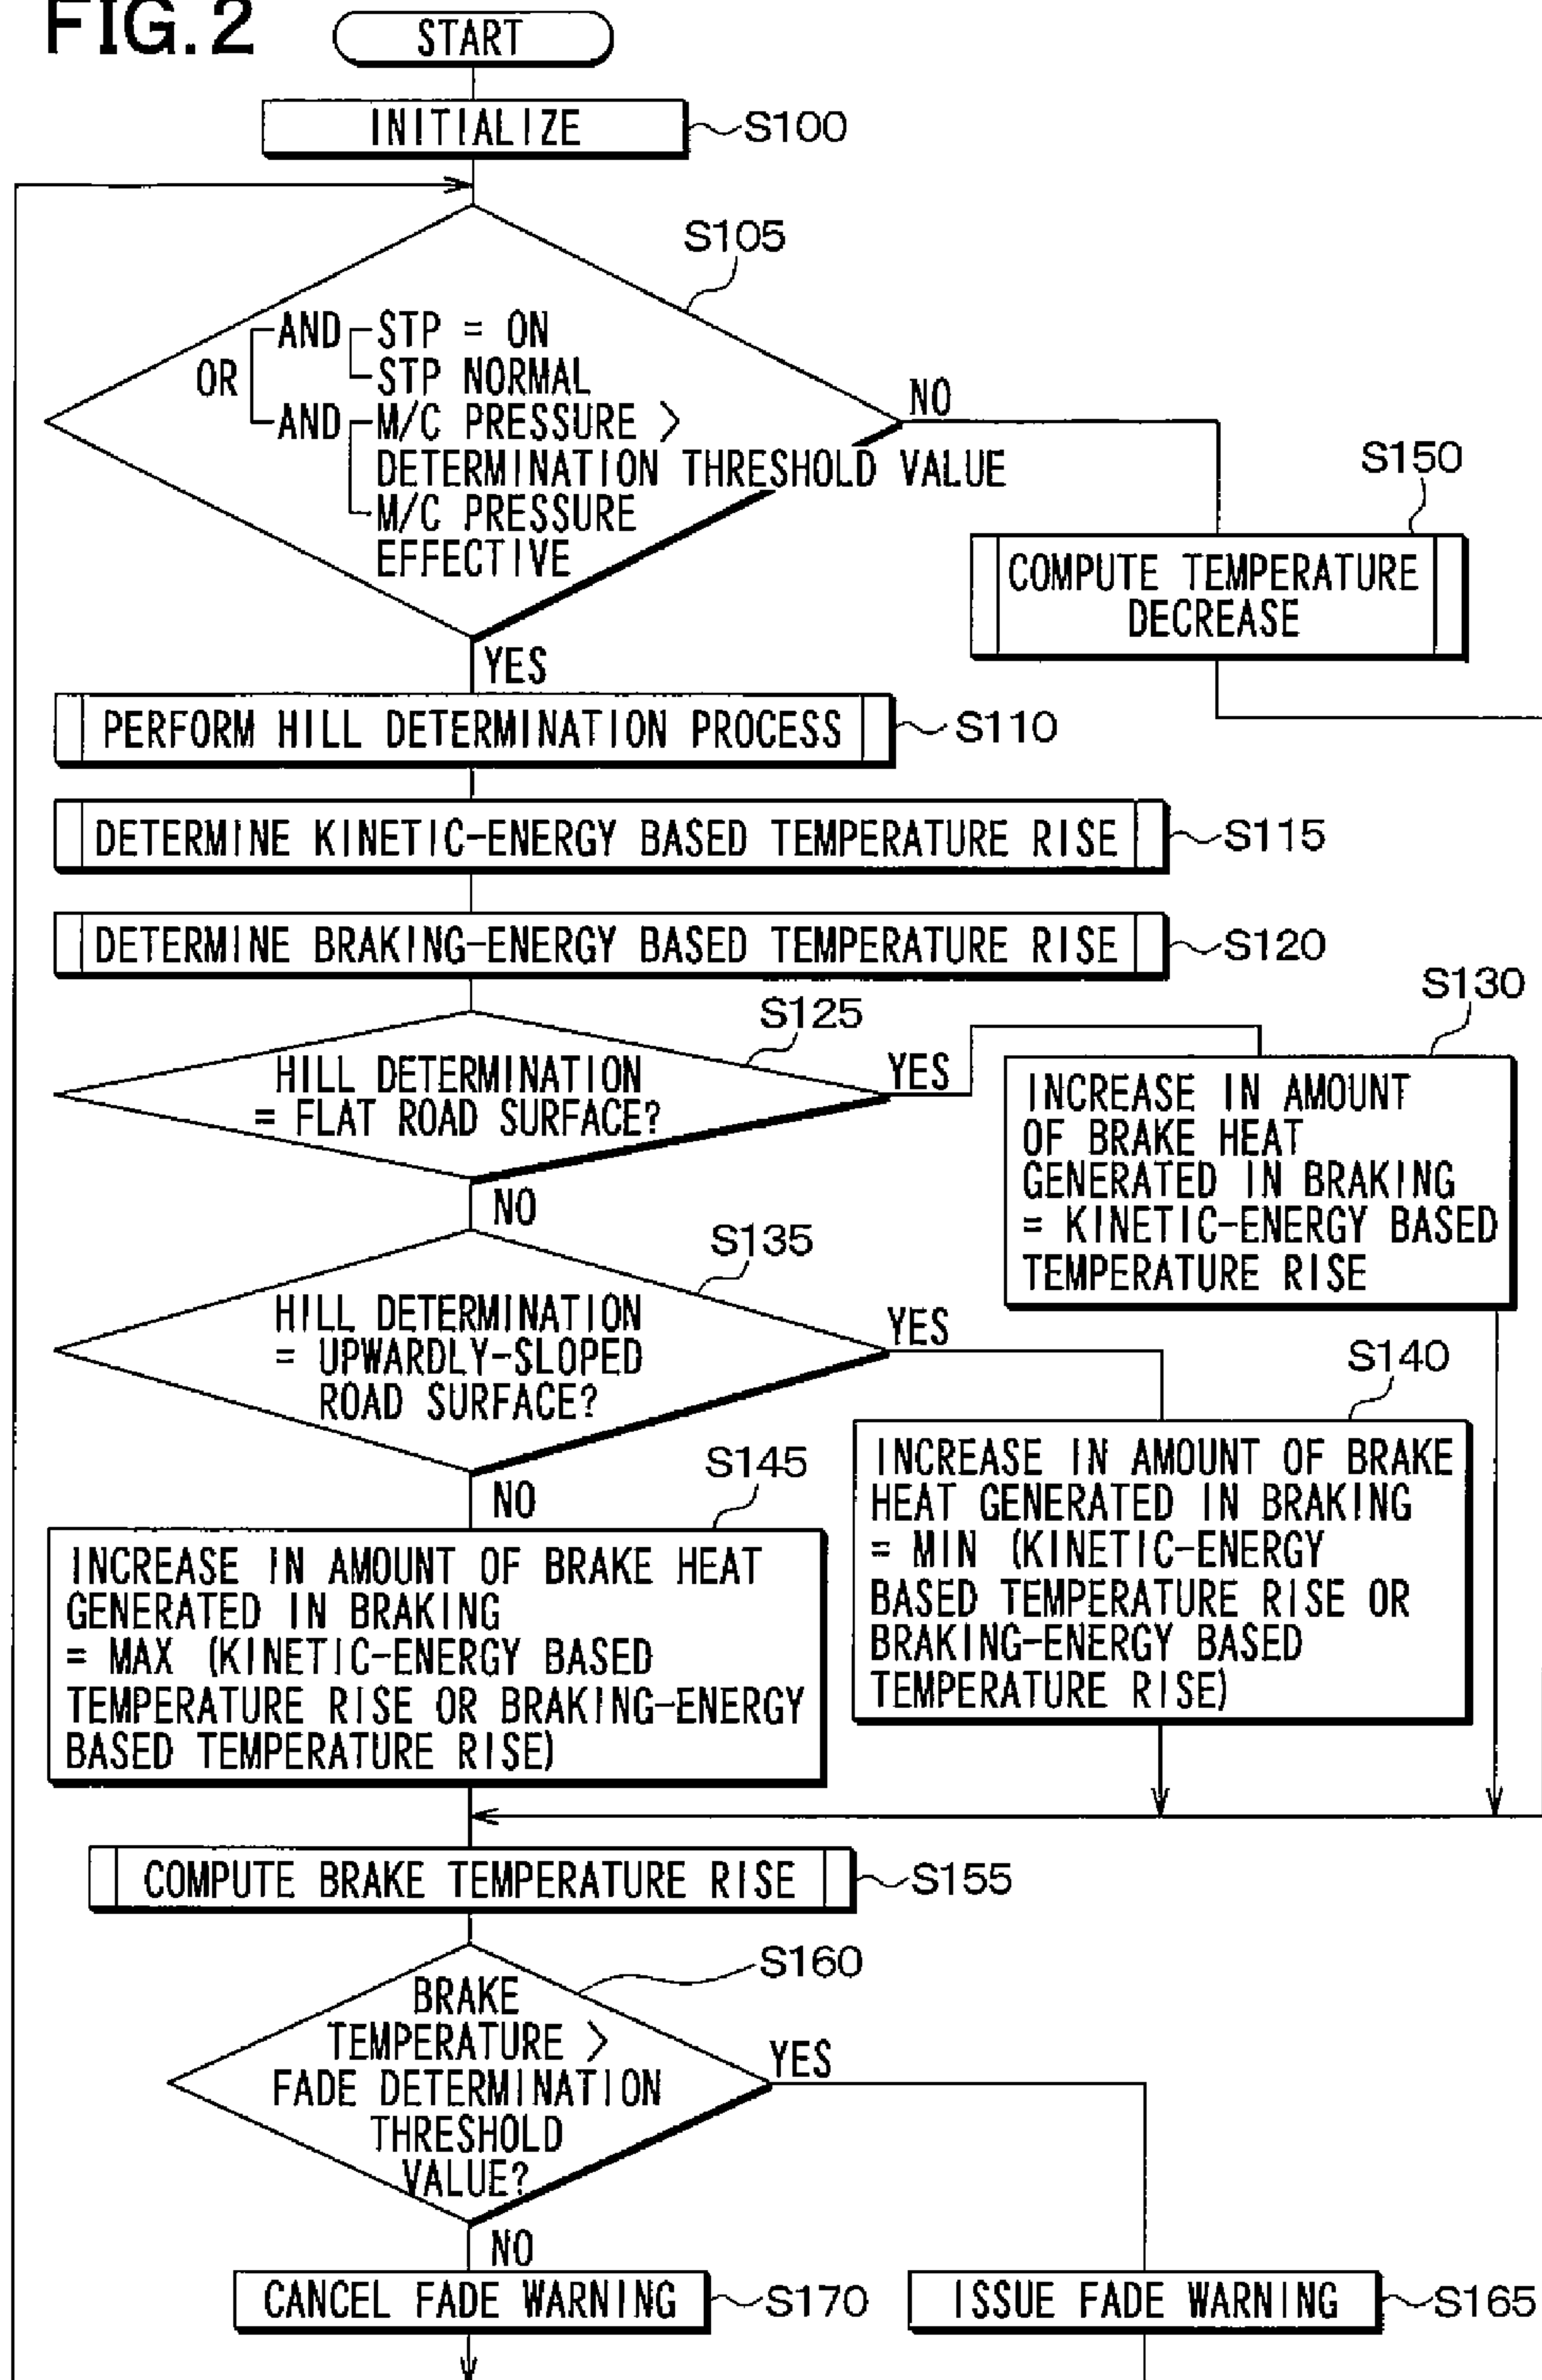 FIG. 2
START
INITIALIZE
S100
S105
OR
AND
STP = ON
STP NORMAL
AND
M/C PRESSURE >
DETERMINATION THRESHOLD VALUE
M/C PRESSURE
EFFECTIVE
NO
YES
S150
COMPUTE TEMPERATURE
DECREASE
PERFORM HILL DETERMINATION PROCESS
S110
DETERMINE KINETIC-ENERGY BASED TEMPERATURE RISE
S115
DETERMINE BRAKING-ENERGY BASED TEMPERATURE RISE
S120
S125
HILL DETERMINATION
= FLAT ROAD SURFACE?
YES
NO
S130
INCREASE IN AMOUNT
OF BRAKE HEAT
GENERATED IN BRAKING
= KINETIC-ENERGY BASED
TEMPERATURE RISE
S135
HILL DETERMINATION
= UPWARDLY-SLOPED
ROAD SURFACE?
YES
NO
S140
INCREASE IN AMOUNT OF BRAKE
HEAT GENERATED IN BRAKING
= MIN (KINETIC-ENERGY
BASED TEMPERATURE RISE OR
BRAKING-ENERGY BASED
TEMPERATURE RISE)
S145
INCREASE IN AMOUNT OF BRAKE HEAT
GENERATED IN BRAKING
= MAX (KINETIC-ENERGY BASED
TEMPERATURE RISE OR BRAKING-ENERGY
BASED TEMPERATURE RISE)
COMPUTE BRAKE TEMPERATURE RISE
S155
S160
BRAKE
TEMPERATURE >
FADE DETERMINATION
THRESHOLD
VALUE?
YES
NO
CANCEL FADE WARNING
S170
ISSUE FADE WARNING
S165